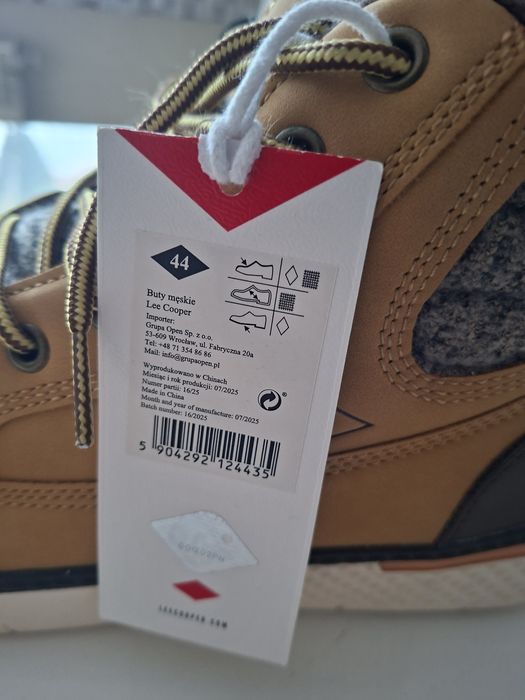 44
Buty męskie
Lee Cooper
Importer:
Grupa Open Sp. z o.o.
53-609 Wrocław, ul. Fabryczna 20a
Tel: +48 71 354 86 86
Mail: info@grupaopen.pl
Wyprodukowano w Chinach
Miesiąc i rok produkcji: 07/2025
Numer partii: 16/25
Made in China
Month and year of manufacture: 07/2025
Batch number: 16/2025
5 904292 124435
LEECOOPER.COM